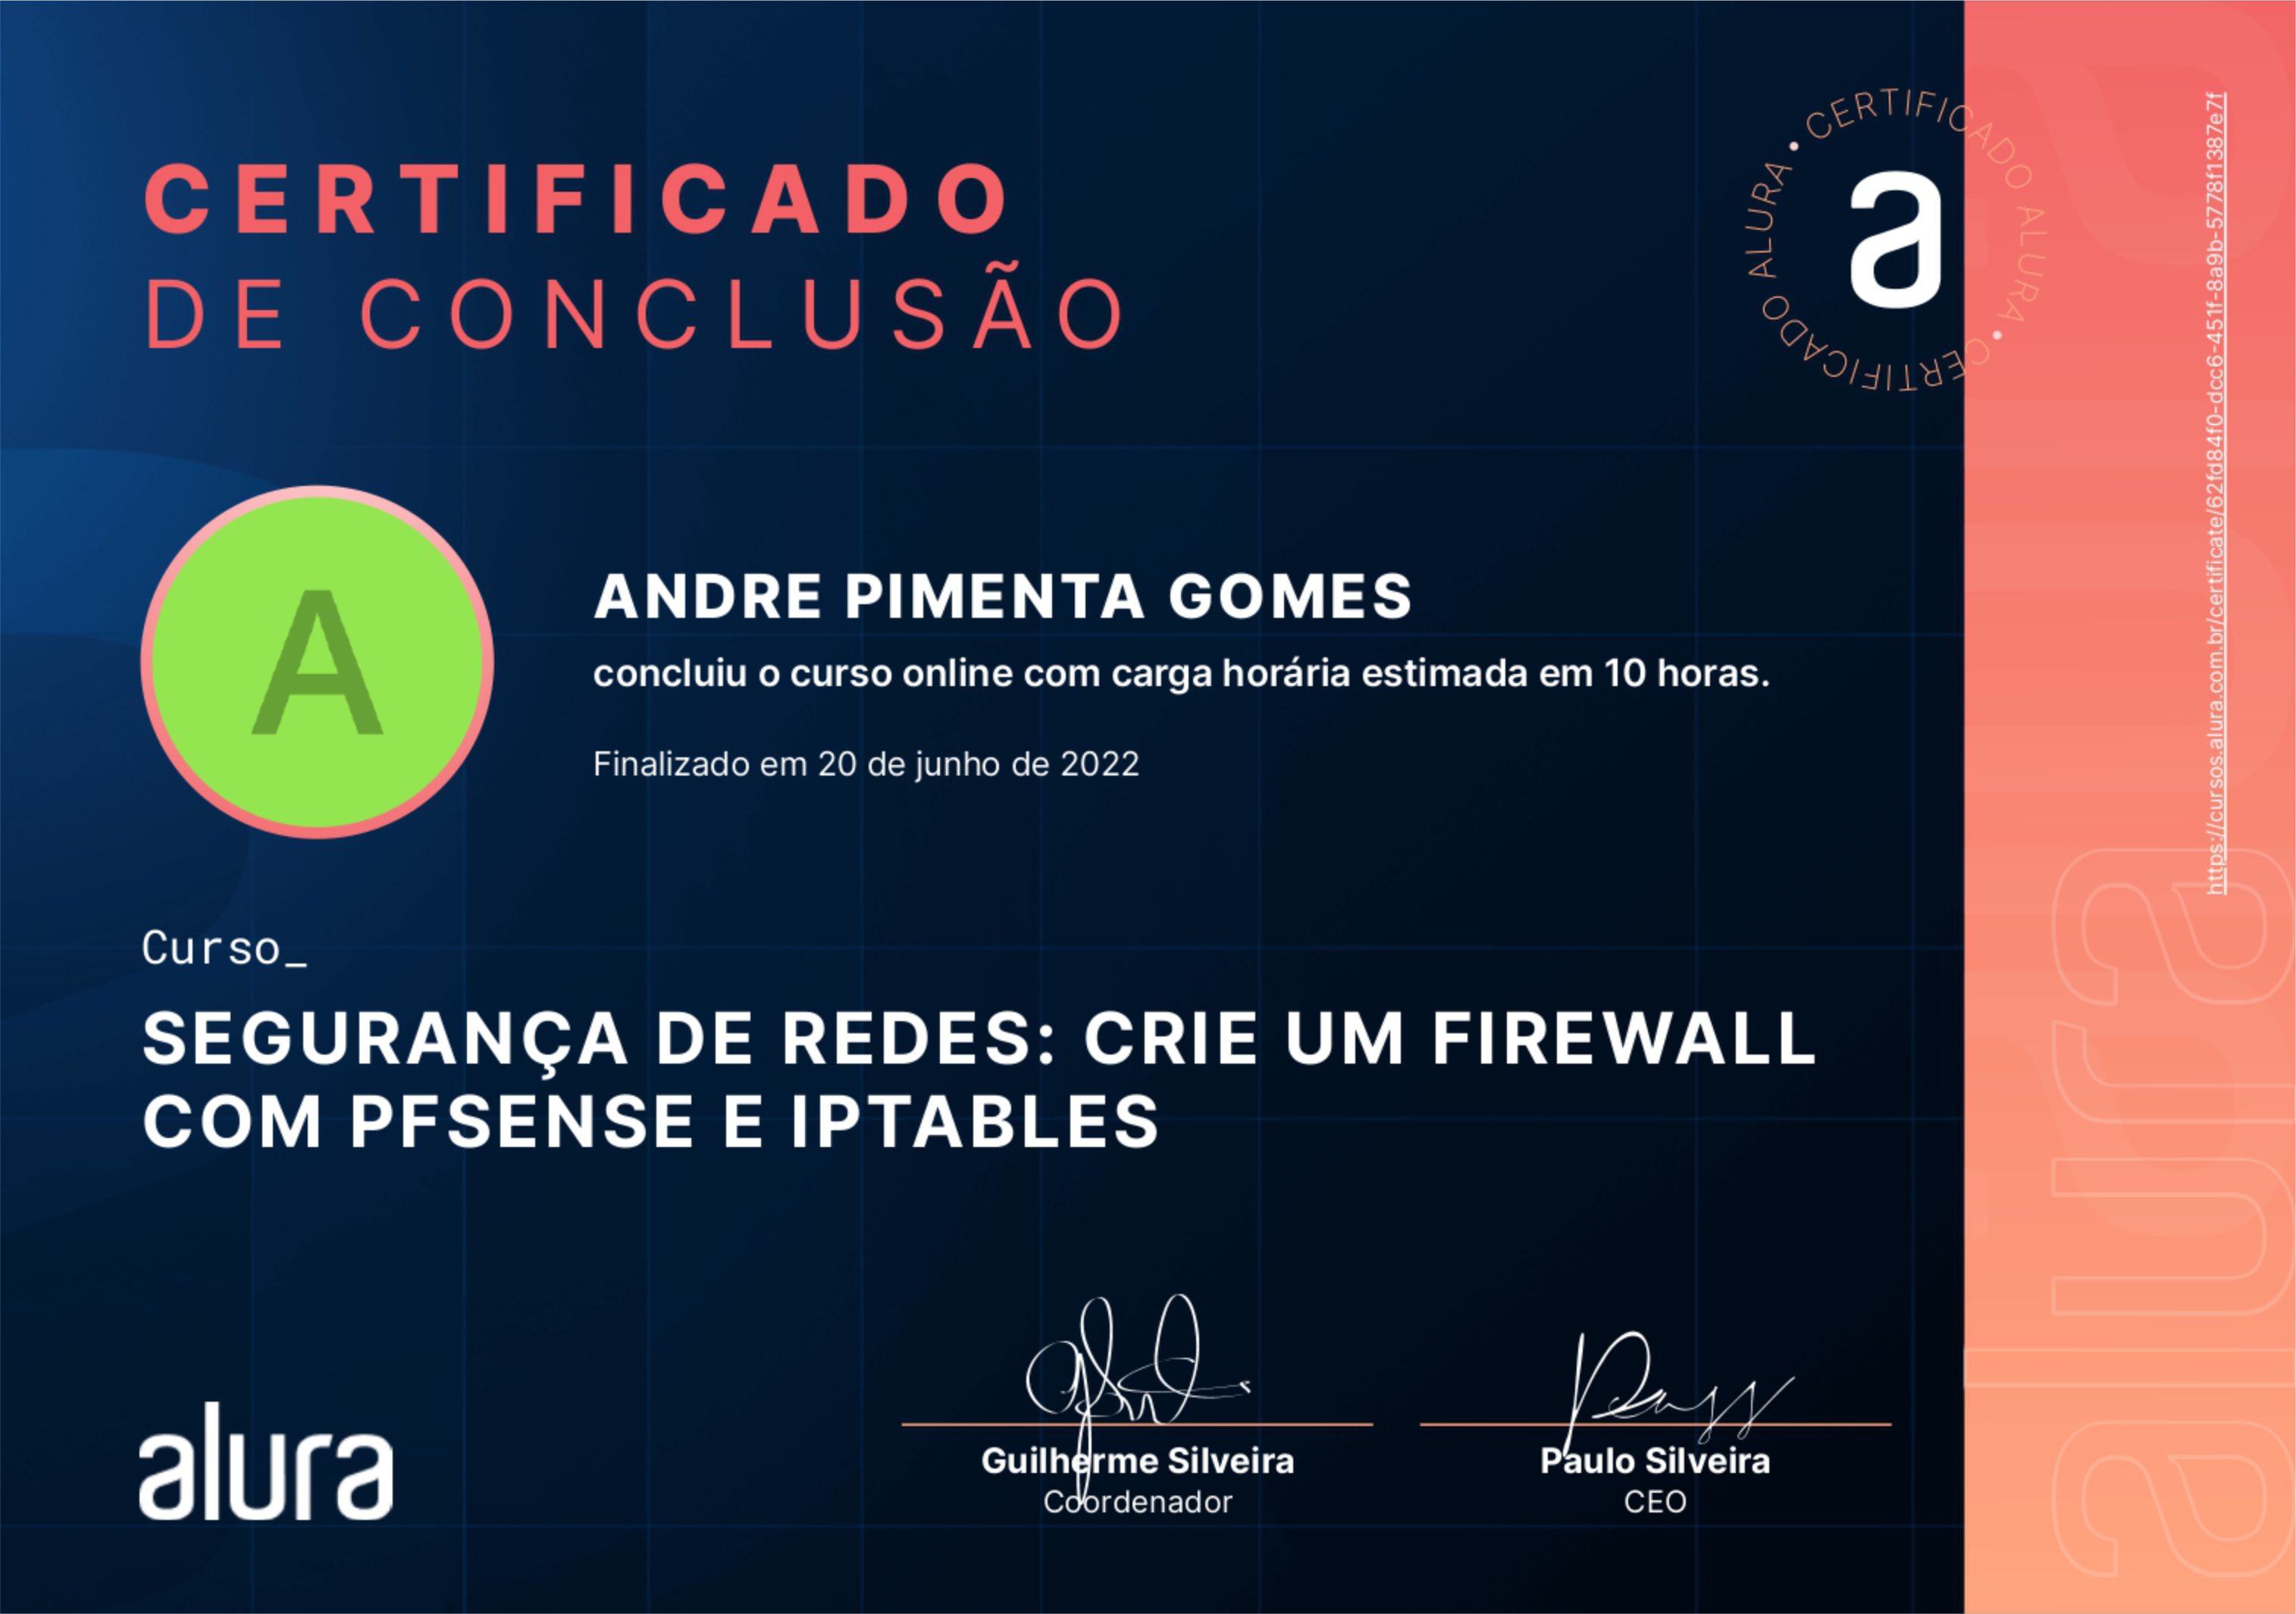 CERTIFICADO
DE CONCLUSÃO
CERTIFICADO ALURA • CERTIFICADO ALURA •
a
https://cursos.alura.com.br/certificate/62fd84f0-dcc6-451f-8a9b-5778f1387e7f
A
ANDRE PIMENTA GOMES
concluiu o curso online com carga horária estimada em 10 horas.
Finalizado em 20 de junho de 2022
Curso_
SEGURANÇA DE REDES: CRIE UM FIREWALL
COM PFSENSE E IPTABLES
alura
Guilherme Silveira
Coordenador
Paulo Silveira
CEO
alura